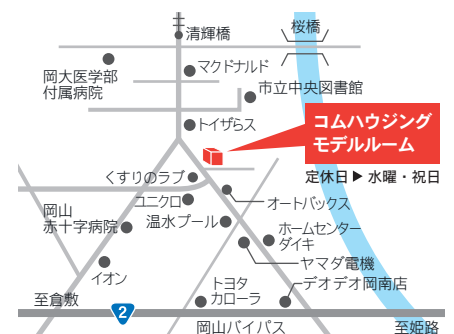 清輝橋
桜橋
マクドナルド
岡大医学部
付属病院
市立中央図書館
トイザらス
コムハウジング
モデルルーム
くすりのラブ
定休日▶水曜・祝日
ユニクロ
オートバックス
岡山
赤十字病院
温水プール
ホームセンター
ダイキ
ヤマダ電機
イオン
トヨタ
カローラ
デオデオ岡南店
至倉敷
2
岡山バイパス
至姫路